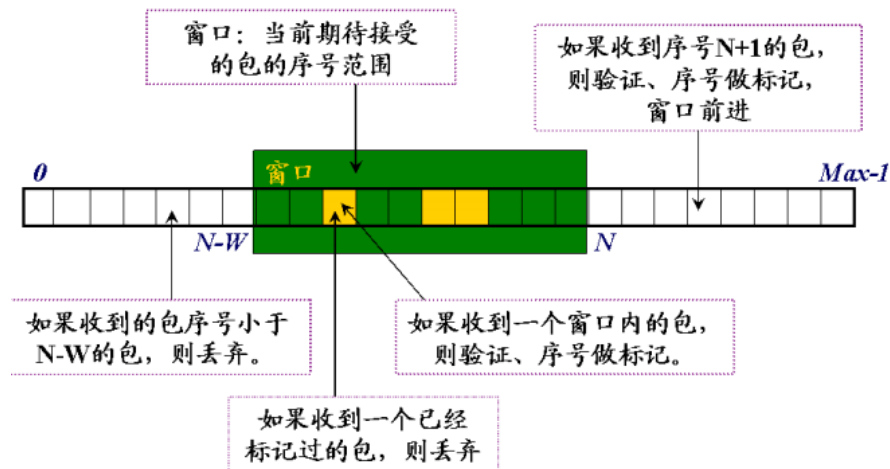 窗口：当前期待接受
的包的序号范围
如果收到序号N+1的包，
则验证、序号做标记，
窗口前进
窗口
0
Max-1
N-W
N
如果收到的包序号小于
N-W的包，则丢弃。
如果收到一个窗口内的包，
则验证、序号做标记。
如果收到一个已经
标记过的包，则丢弃